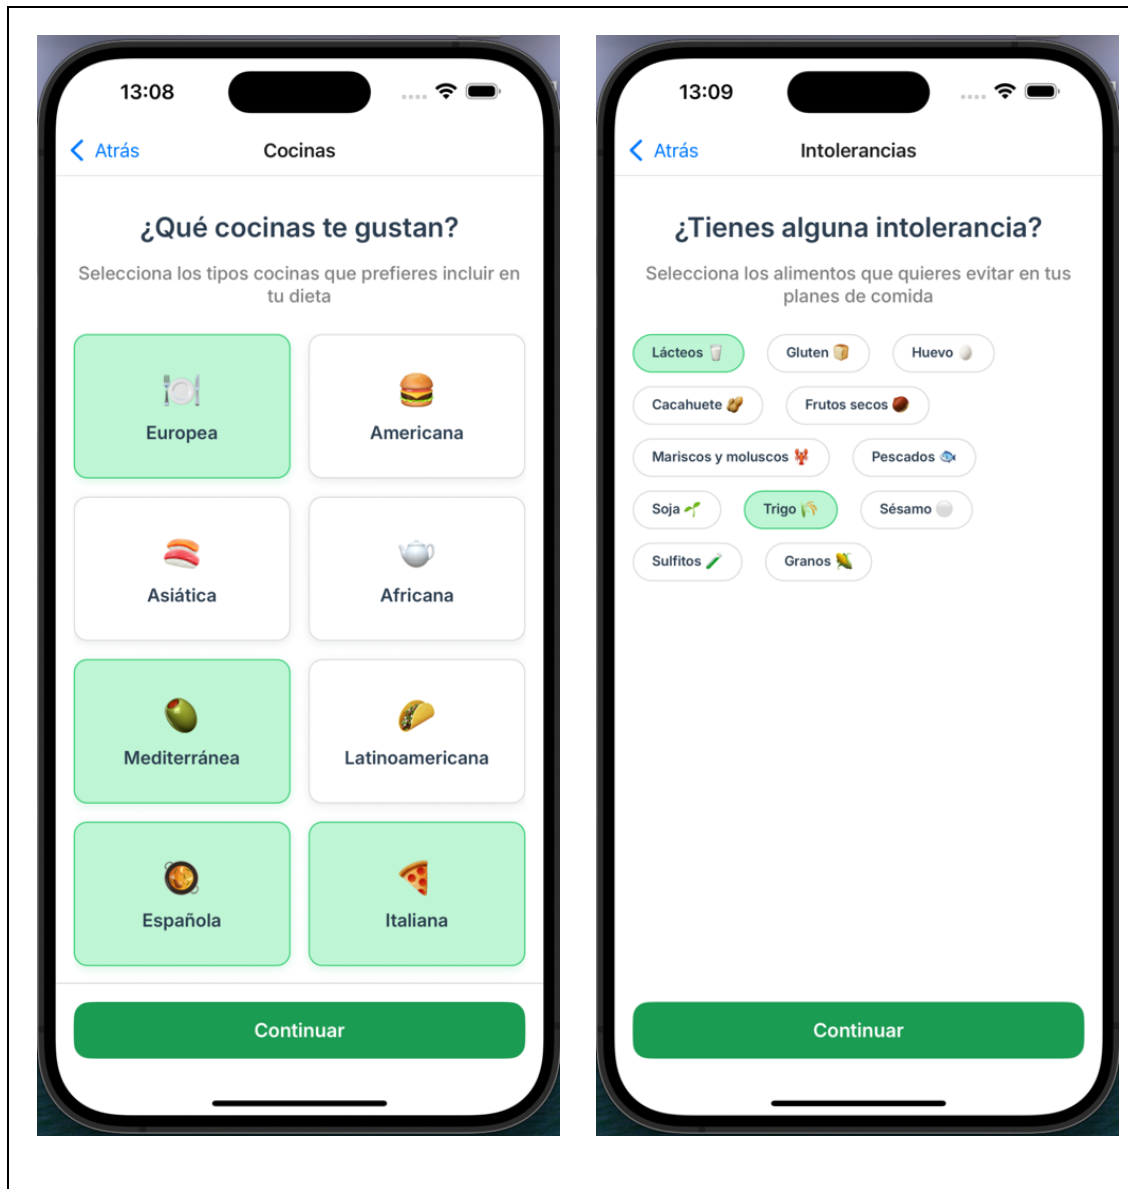 13:08
Atrás
Cocinas
¿Qué cocinas te gustan?
Selecciona los tipos cocinas que prefieres incluir en
tu dieta
Europea
Americana
Asiática
Africana
Mediterránea
Latinoamericana
Española
Italiana
Continuar
13:09
Atrás
Intolerancias
¿Tienes alguna intolerancia?
Selecciona los alimentos que quieres evitar en tus
planes de comida
Lácteos
Gluten
Huevo
Cacahuete
Frutos secos
Mariscos y moluscos
Pescados
Soja
Trigo
Sésamo
Sulfitos
Granos
Continuar